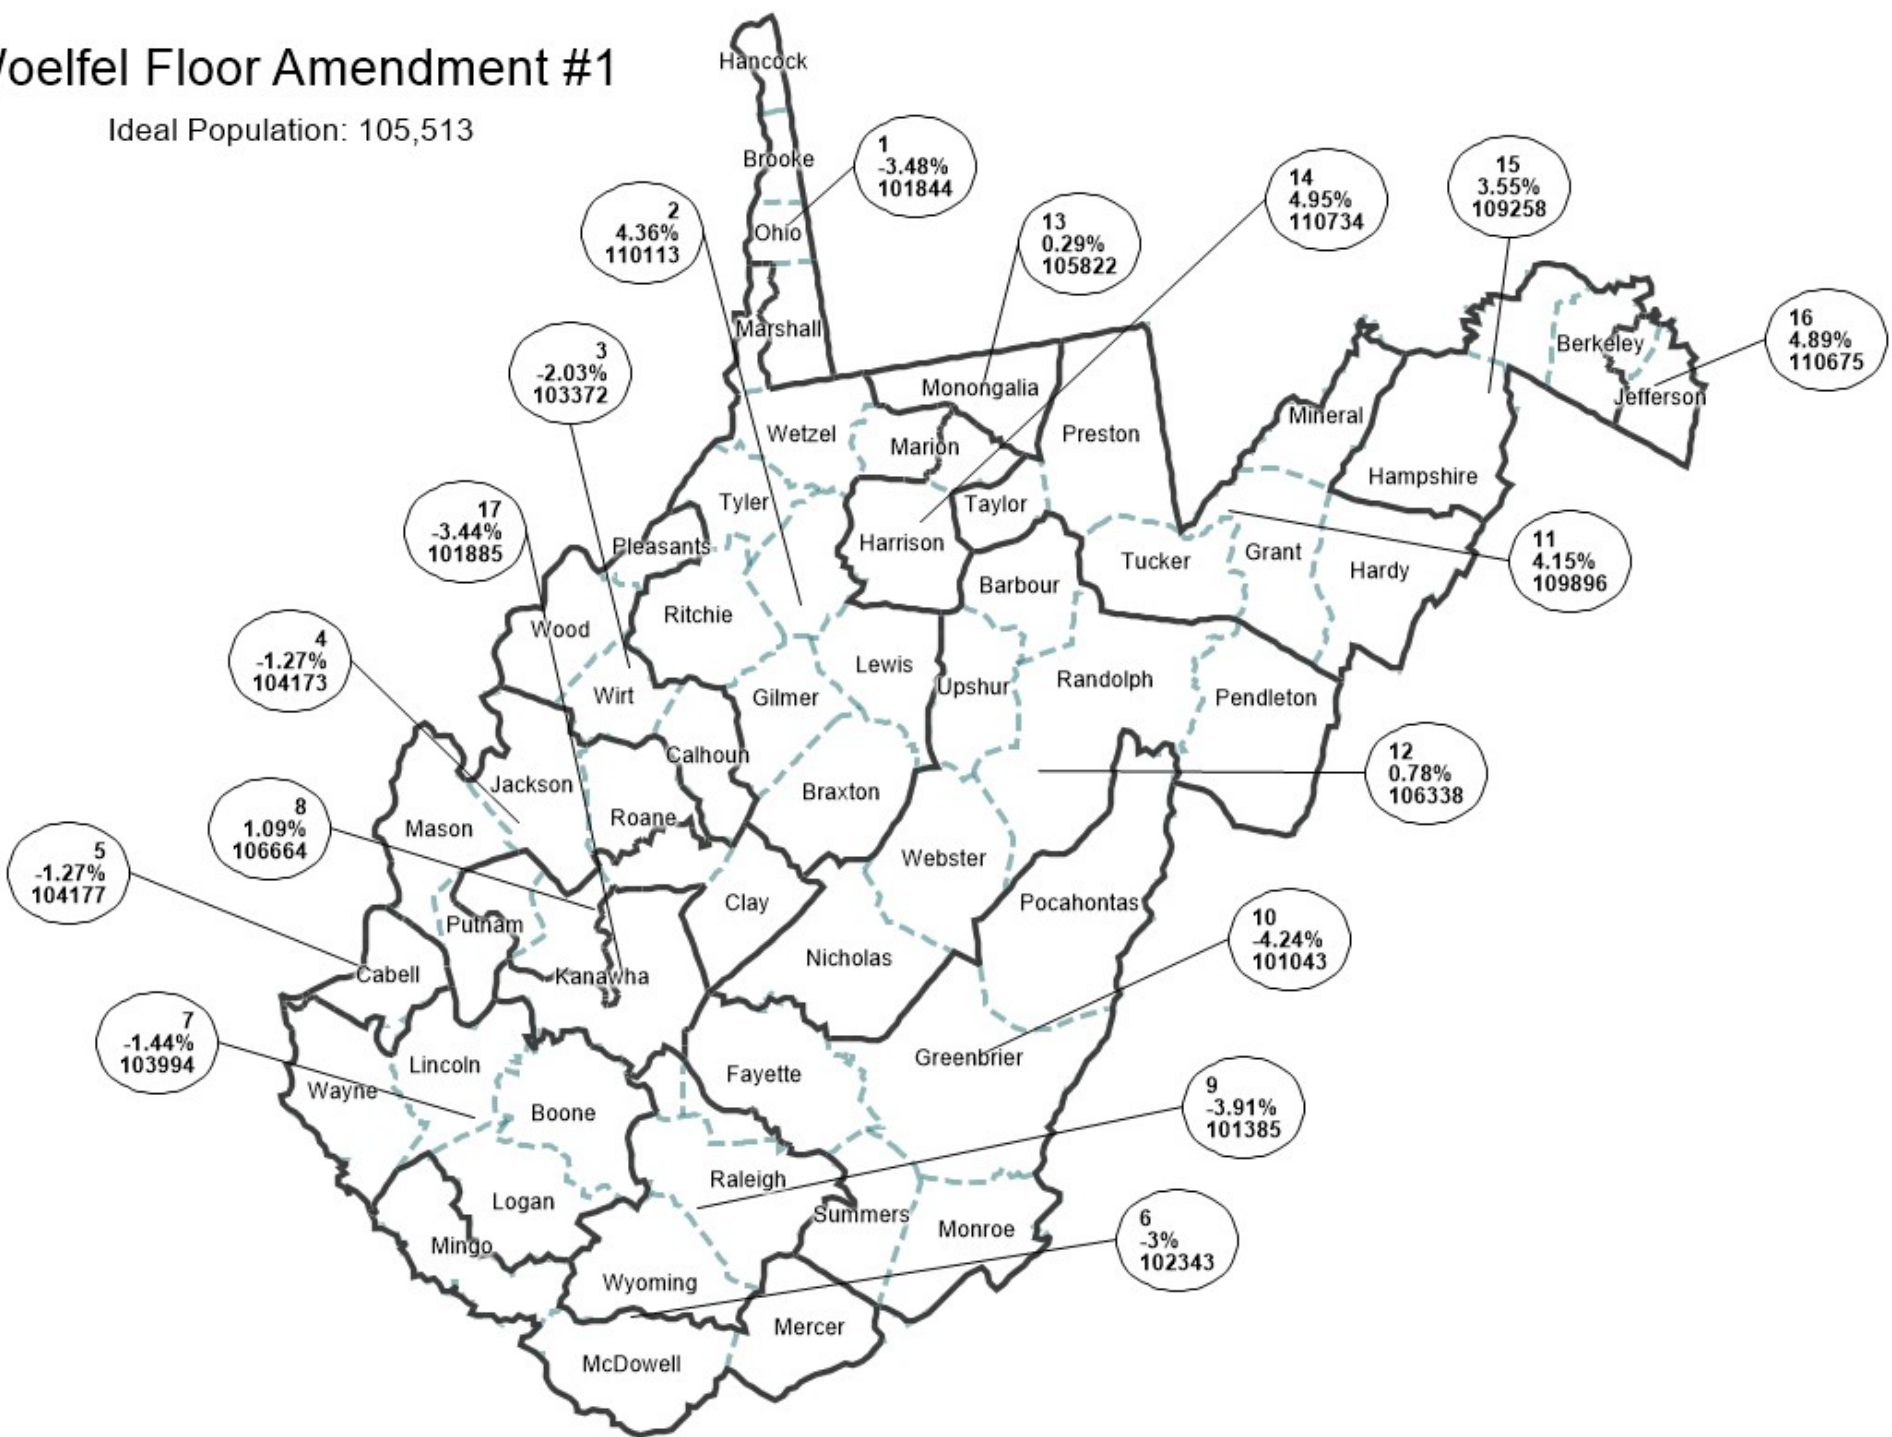 oelfel Floor Amendment #1
Ideal Population: 105,513
Hancock
Brooke
Ohio
Marshall
1
-3.48%
101844
2
4.36%
110113
13
0.29%
105822
14
4.95%
110734
15
3.55%
109258
16
4.89%
110675
3
-2.03%
103372
Monongalia
Wetzel
Marion
Preston
Mineral
Berkeley
Jefferson
Hampshire
Tyler
Taylor
17
-3.44%
101885
Pleasants
Harrison
Tucker
Grant
Hardy
11
4.15%
109896
Barbour
Ritchie
Wood
4
-1.27%
104173
Lewis
Upshur
Randolph
Pendleton
Wirt
Gilmer
Calhoun
Jackson
Braxton
12
0.78%
106338
8
1.09%
106664
Mason
Roane
Webster
5
-1.27%
104177
Clay
Pocahontas
Putnam
Nicholas
10
-4.24%
101043
Cabell
Kanawha
7
-1.44%
103994
Lincoln
Wayne
Fayette
Greenbrier
Boone
9
-3.91%
101385
Raleigh
Logan
Summers
Monroe
Mingo
6
-3%
102343
Wyoming
Mercer
McDowell